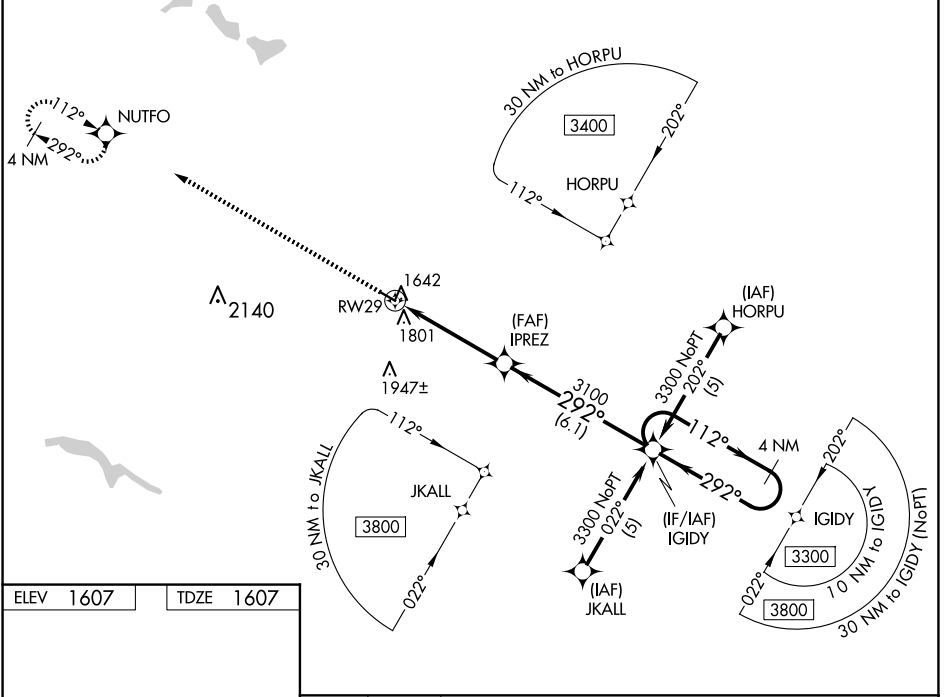 30 NM to HORPU
3400
202°
HORPU
112°
112°
NUTFO
292°
4 NM
2140
1642
RW29
1801
1947±
(FAF)
IPREZ
(IAF)
HORPU
3300 NoPT
202°
(5)
3100
292°
(6.1)
112°
4 NM
292°
(IF/IAF)
IGIDY
3300 NoPT
022°
(5)
(IAF)
JKALL
30 NM to JKALL
112°
JKALL
3800
022°
202°
IGIDY
3300
10 NM to IGIDY
022°
3800
30 NM to IGIDY (NoPT)
ELEV 1607
TDZE 1607